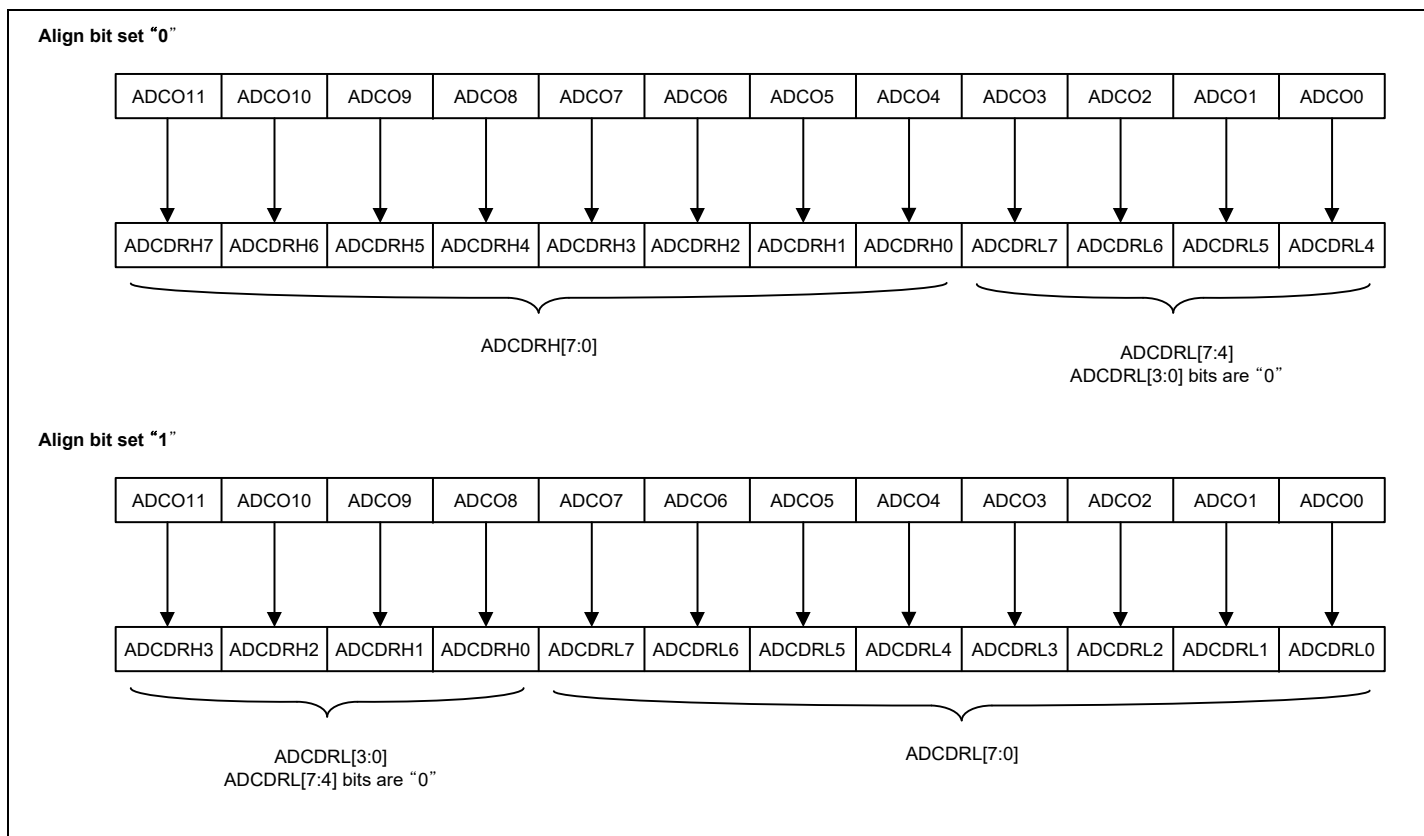 Align bit set “0”
ADCO11 ADCO10 ADCO9 ADCO8 ADCO7 ADCO6 ADCO5 ADCO4 ADCO3 ADCO2 ADCO1 ADCO0
ADCDRH7 ADCDRH6 ADCDRH5 ADCDRH4 ADCDRH3 ADCDRH2 ADCDRH1 ADCDRH0 ADCDRL7 ADCDRL6 ADCDRL5 ADCDRL4
ADCDRH[7:0]
ADCDRL[7:4]
ADCDRL[3:0] bits are “0”
Align bit set “1”
ADCO11 ADCO10 ADCO9 ADCO8 ADCO7 ADCO6 ADCO5 ADCO4 ADCO3 ADCO2 ADCO1 ADCO0
ADCDRH3 ADCDRH2 ADCDRH1 ADCDRH0 ADCDRL7 ADCDRL6 ADCDRL5 ADCDRL4 ADCDRL3 ADCDRL2 ADCDRL1 ADCDRL0
ADCDRL[3:0]
ADCDRL[7:4] bits are “0”
ADCDRL[7:0]